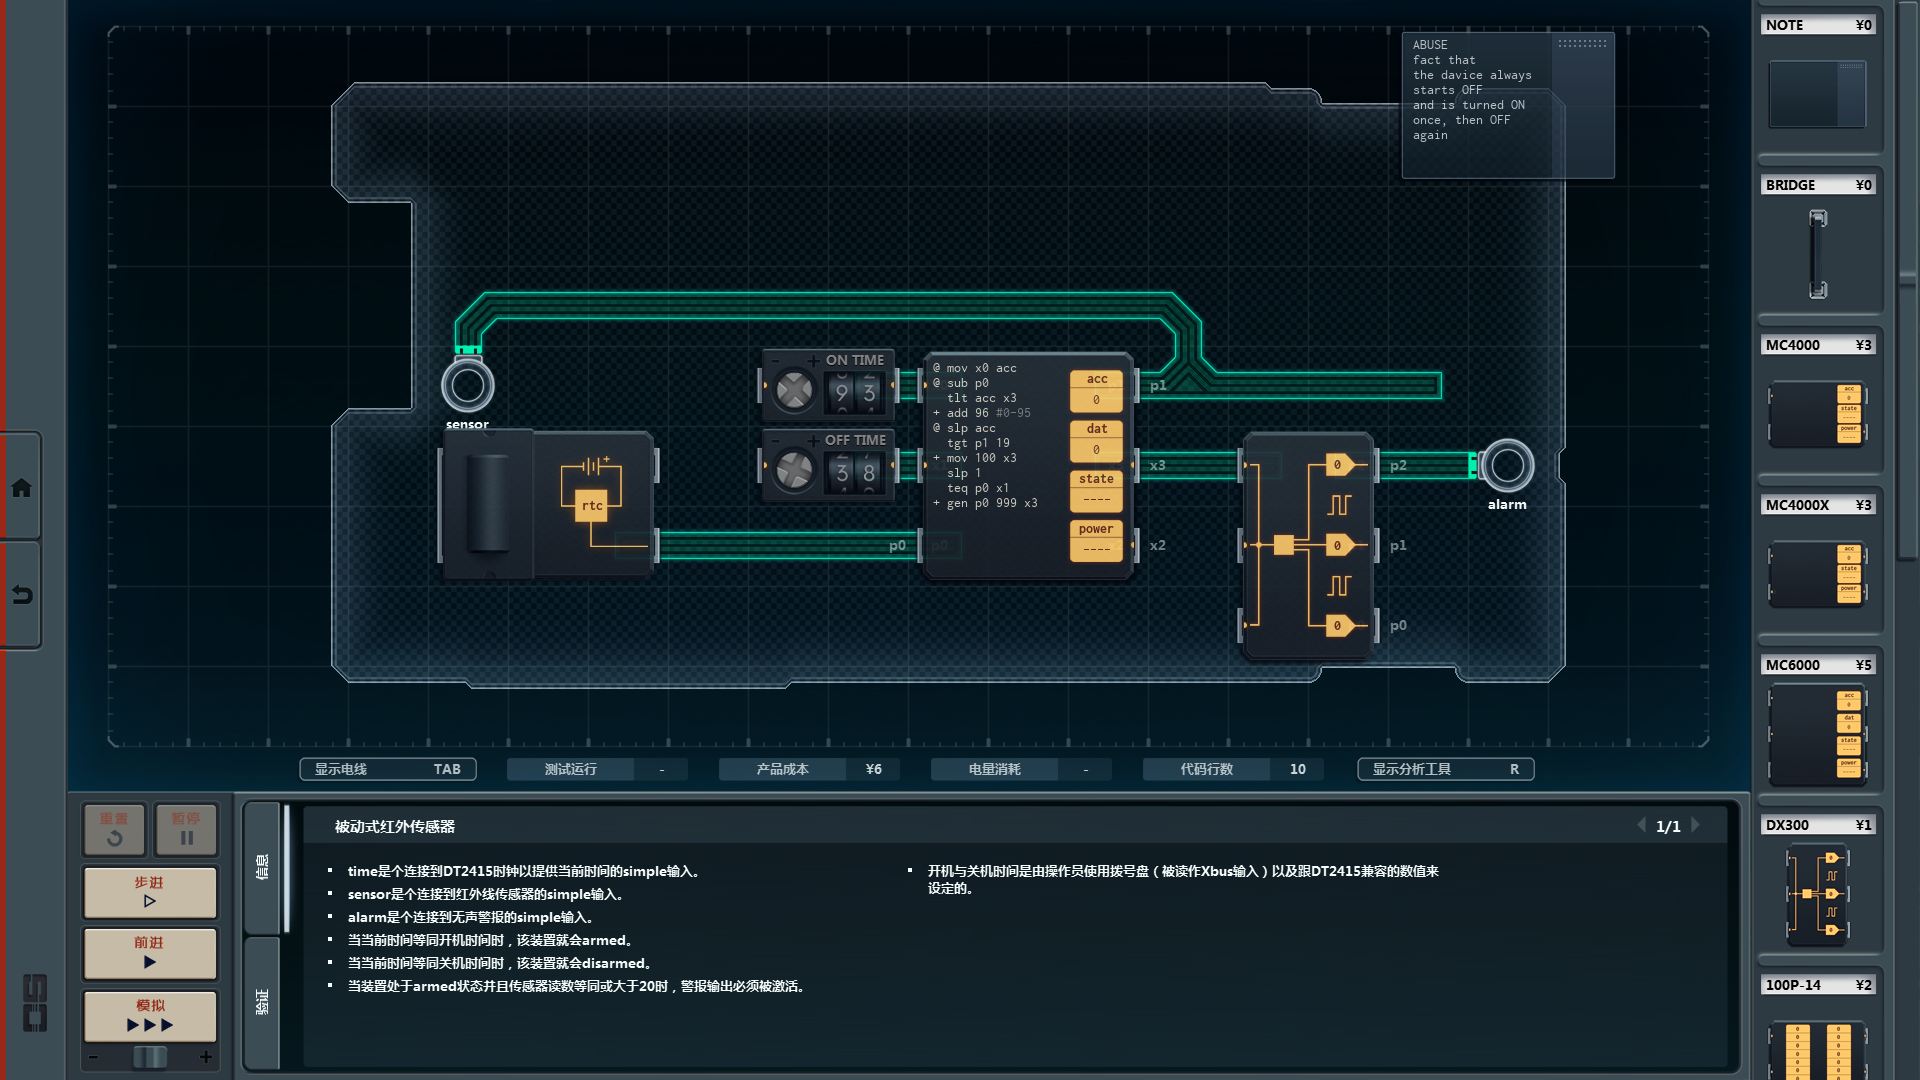 ABUSE
fact that
the davice always
starts OFF
and is turned ON
once, then OFF
again
NOTE ¥0
BRIDGE ¥0
MC4000 ¥3
MC4000X ¥3
MC6000 ¥5
DX300 ¥1
100P-14 ¥2
sensor
ON TIME
9 3
OFF TIME
3 8
rtc
@ mov x0 acc
@ sub p0
tlt acc x3
+ add 96 #0-95
@ slp acc
tgt p1 19
+ mov 100 x3
slp 1
teq p0 x1
+ gen p0 999 x3
acc
0
dat
0
state
----
power
----
p0
p1
x3
x2
0
0
0
p2
p1
p0
alarm
显示电线 TAB
测试运行 -
产品成本 ¥6
电量消耗 -
代码行数 10
显示分析工具 R
重置
暂停
步进
前进
模拟
- +
信息
验证
被动式红外传感器
1/1
▪ time是个连接到DT2415时钟以提供当前时间的simple输入。
▪ sensor是个连接到红外线传感器的simple输入。
▪ alarm是个连接到无声警报的simple输入。
▪ 当当前时间等同开机时间时，该装置就会armed。
▪ 当当前时间等同关机时间时，该装置就会disarmed。
▪ 当装置处于armed状态并且传感器读数等同或大于20时，警报输出必须被激活。
▪ 开机与关机时间是由操作员使用拨号盘（被读作Xbus输入）以及跟DT2415兼容的数值来
设定的。